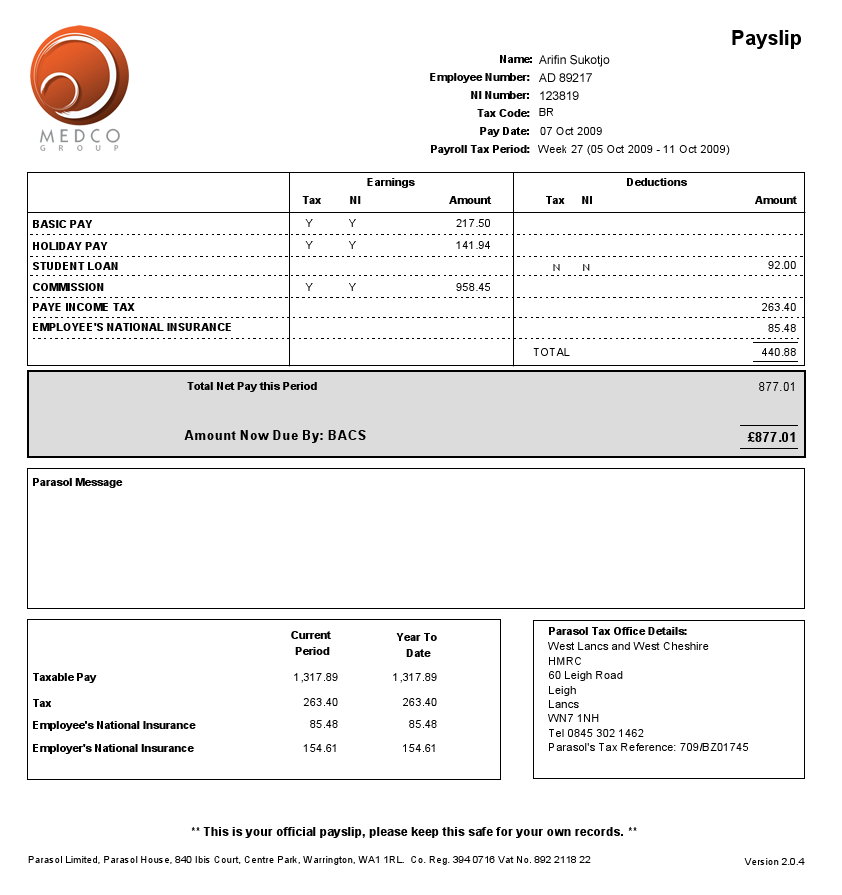 MEDCO
GROUP
Payslip
Name: Arifin Sukotjo
Employee Number: AD 89217
NI Number: 123819
Tax Code: BR
Pay Date: 07 Oct 2009
Payroll Tax Period: Week 27 (05 Oct 2009 - 11 Oct 2009)
Earnings Deductions
Tax NI Amount Tax NI Amount
BASIC PAY Y Y 217.50
HOLIDAY PAY Y Y 141.94
STUDENT LOAN N N 92.00
COMMISSION Y Y 958.45
PAYE INCOME TAX 263.40
EMPLOYEE'S NATIONAL INSURANCE 85.48
TOTAL 440.88
Total Net Pay this Period 877.01
Amount Now Due By: BACS £877.01
Parasol Message
Current Period Year To Date
Taxable Pay 1,317.89 1,317.89
Tax 263.40 263.40
Employee's National Insurance 85.48 85.48
Employer's National Insurance 154.61 154.61
Parasol Tax Office Details:
West Lancs and West Cheshire
HMRC
60 Leigh Road
Leigh
Lancs
WN7 1NH
Tel 0845 302 1462
Parasol's Tax Reference: 709/BZ01745
** This is your official payslip, please keep this safe for your own records. **
Parasol Limited, Parasol House, 840 Ibis Court, Centre Park, Warrington, WA1 1RL. Co. Reg. 3940716 Vat No. 892 2118 22
Version 2.0.4